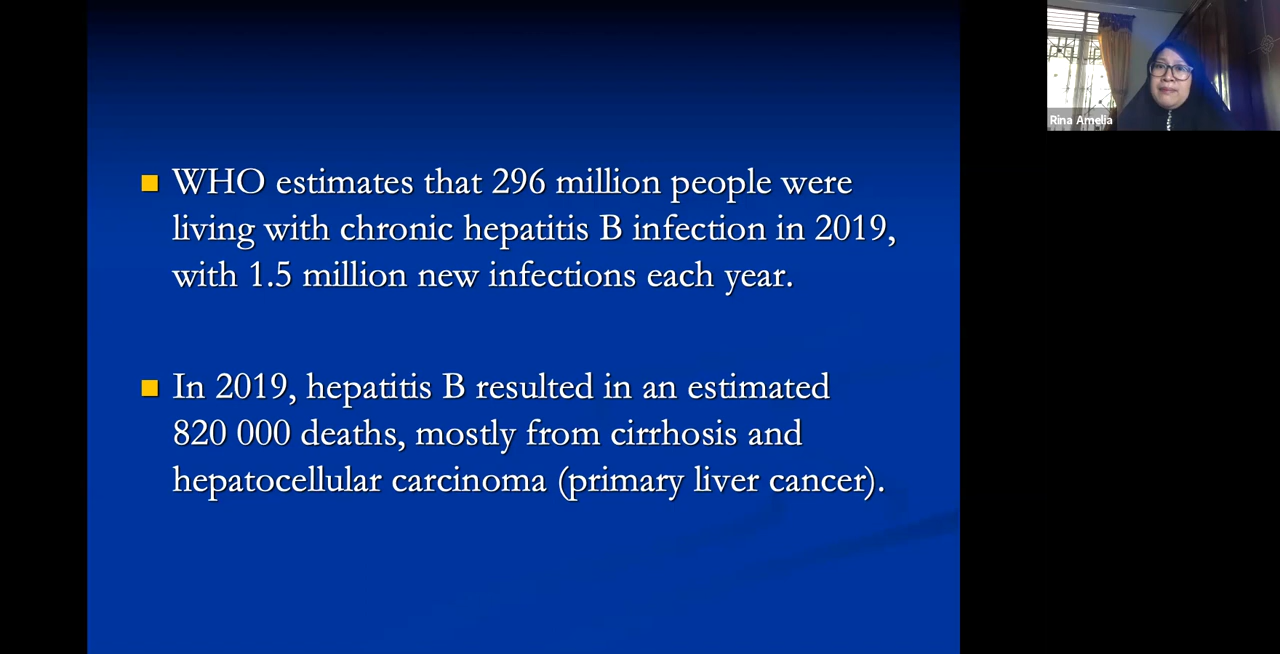 WHO estimates that 296 million people were
living with chronic hepatitis B infection in 2019,
with 1.5 million new infections each year.
In 2019, hepatitis B resulted in an estimated
820 000 deaths, mostly from cirrhosis and
hepatocellular carcinoma (primary liver cancer).
Rina Amelia